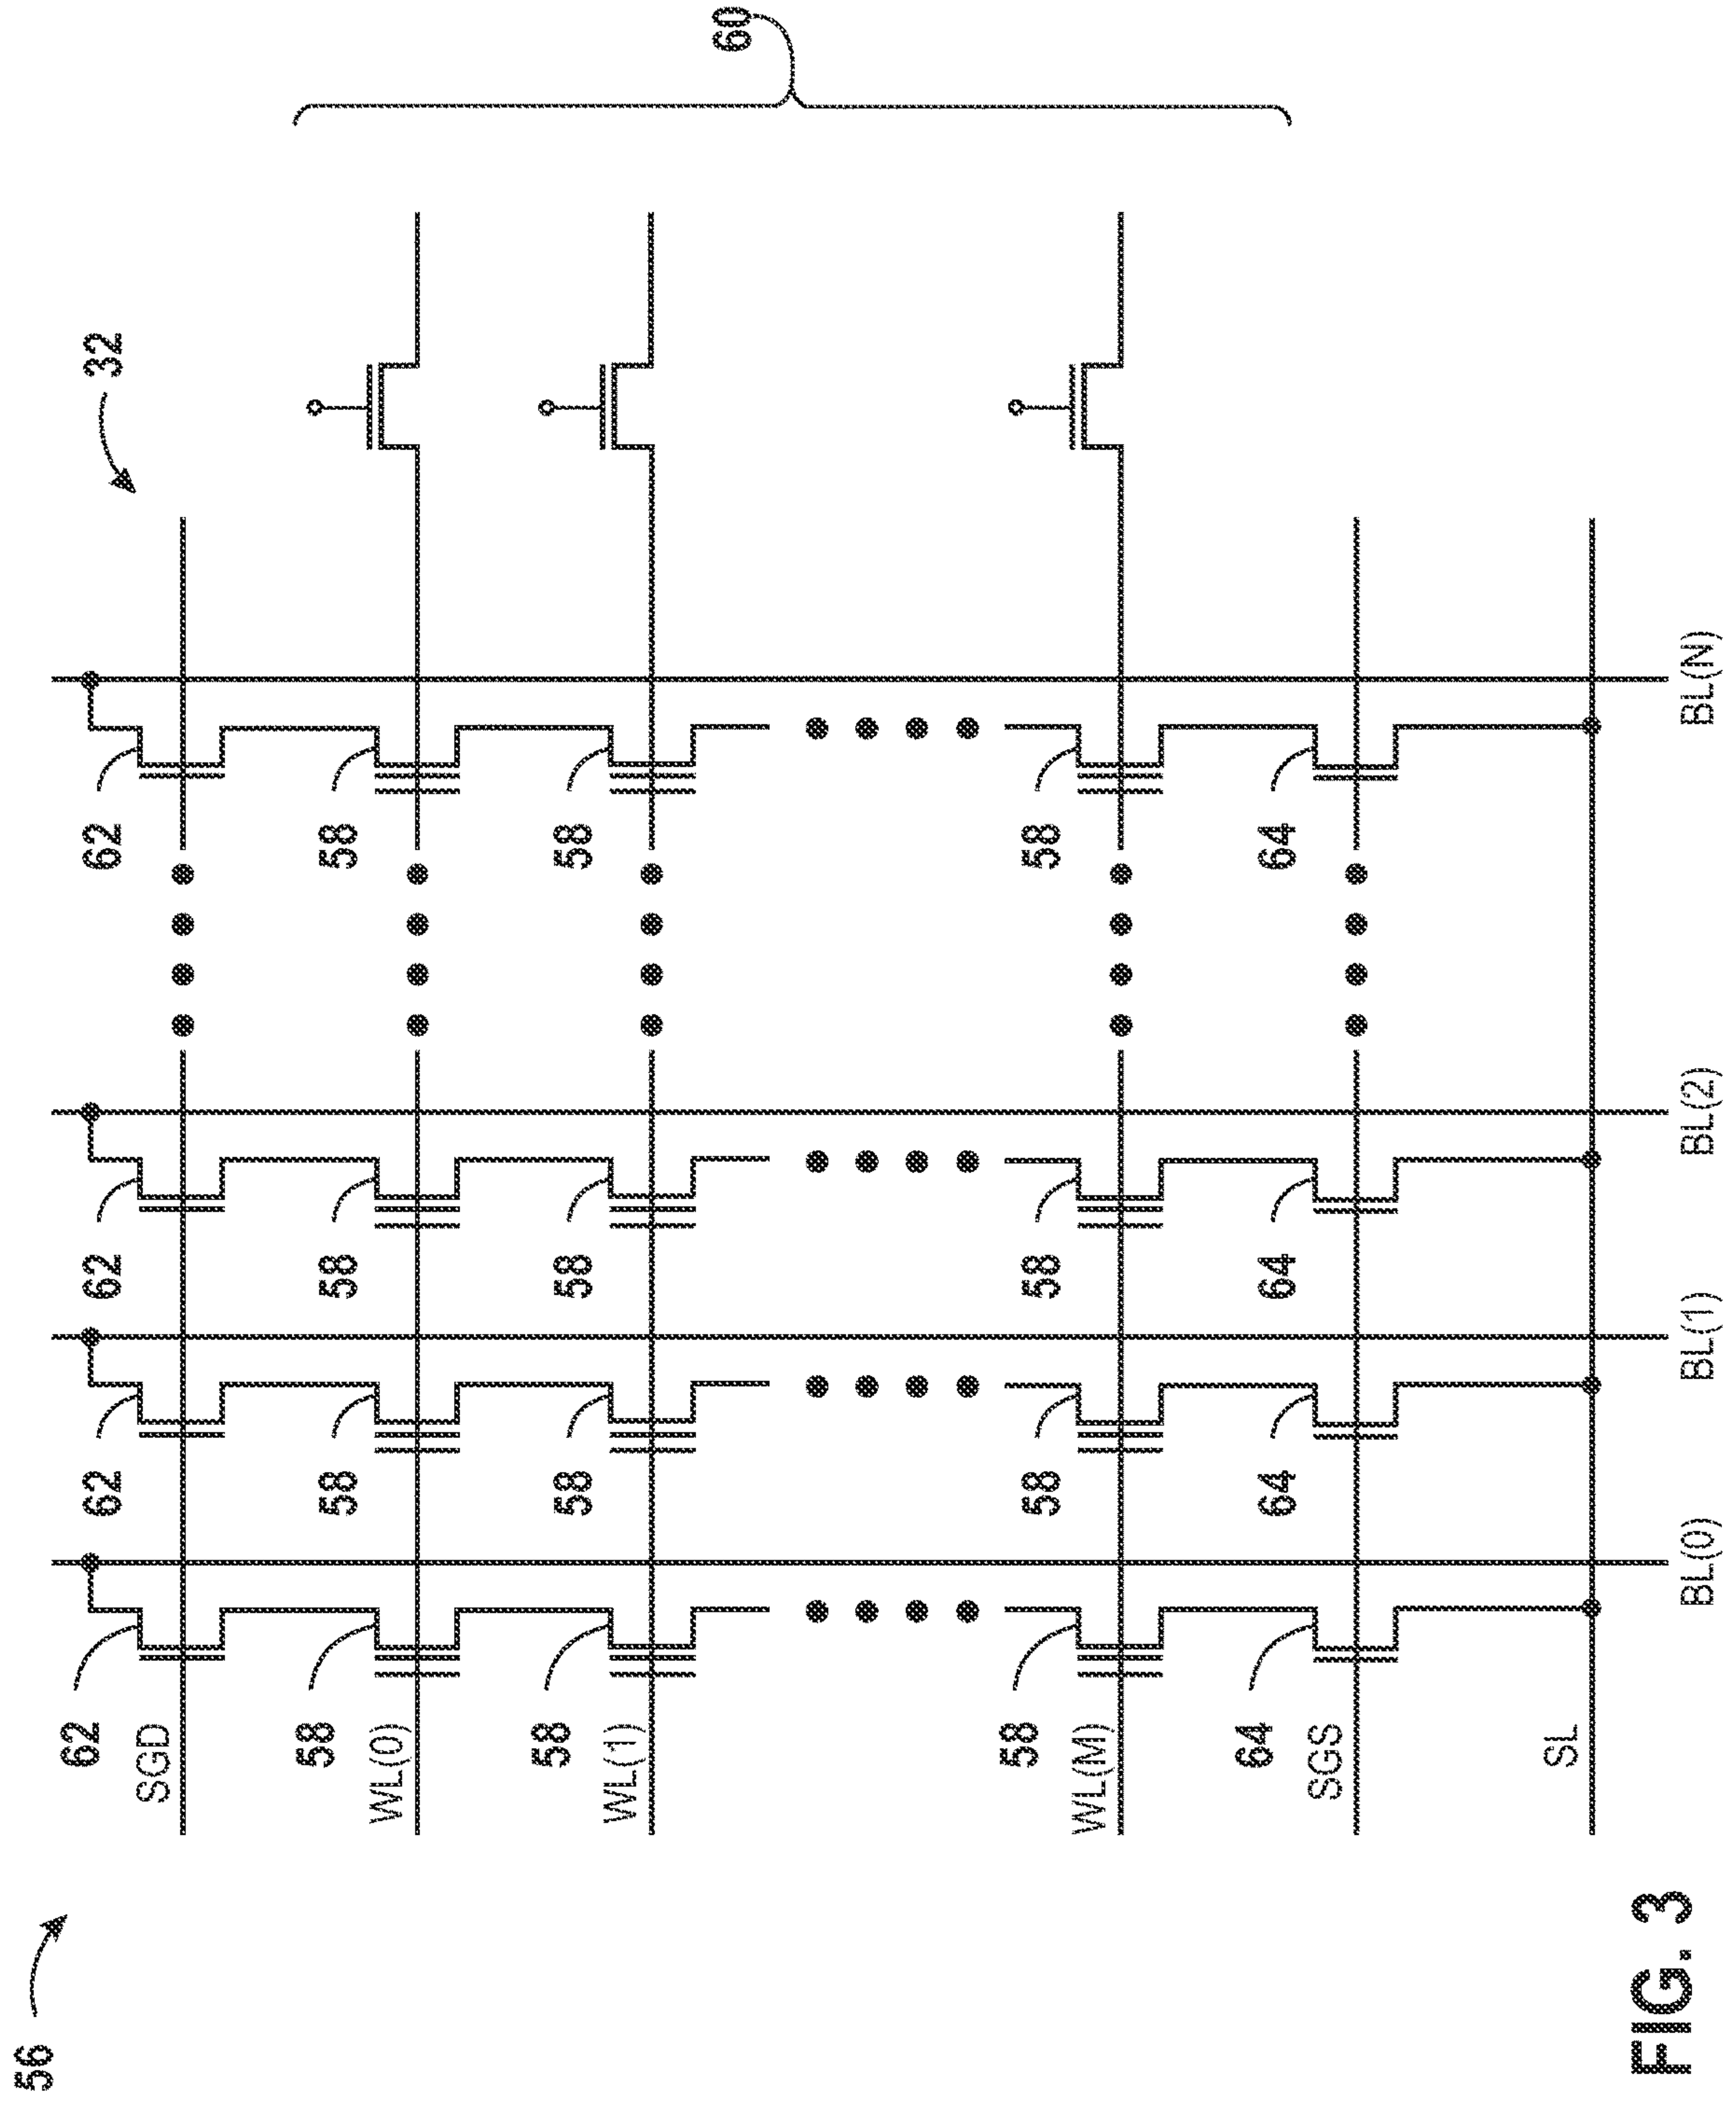 56
32
62 62 62 62
SGD
58 58 58 58
WL(0)
58 58 58 58
WL(1)
60
58 58 58 58
WL(M)
64 64 64 64
SGS
SL
BL(0) BL(1) BL(2) BL(N)
FIG. 3